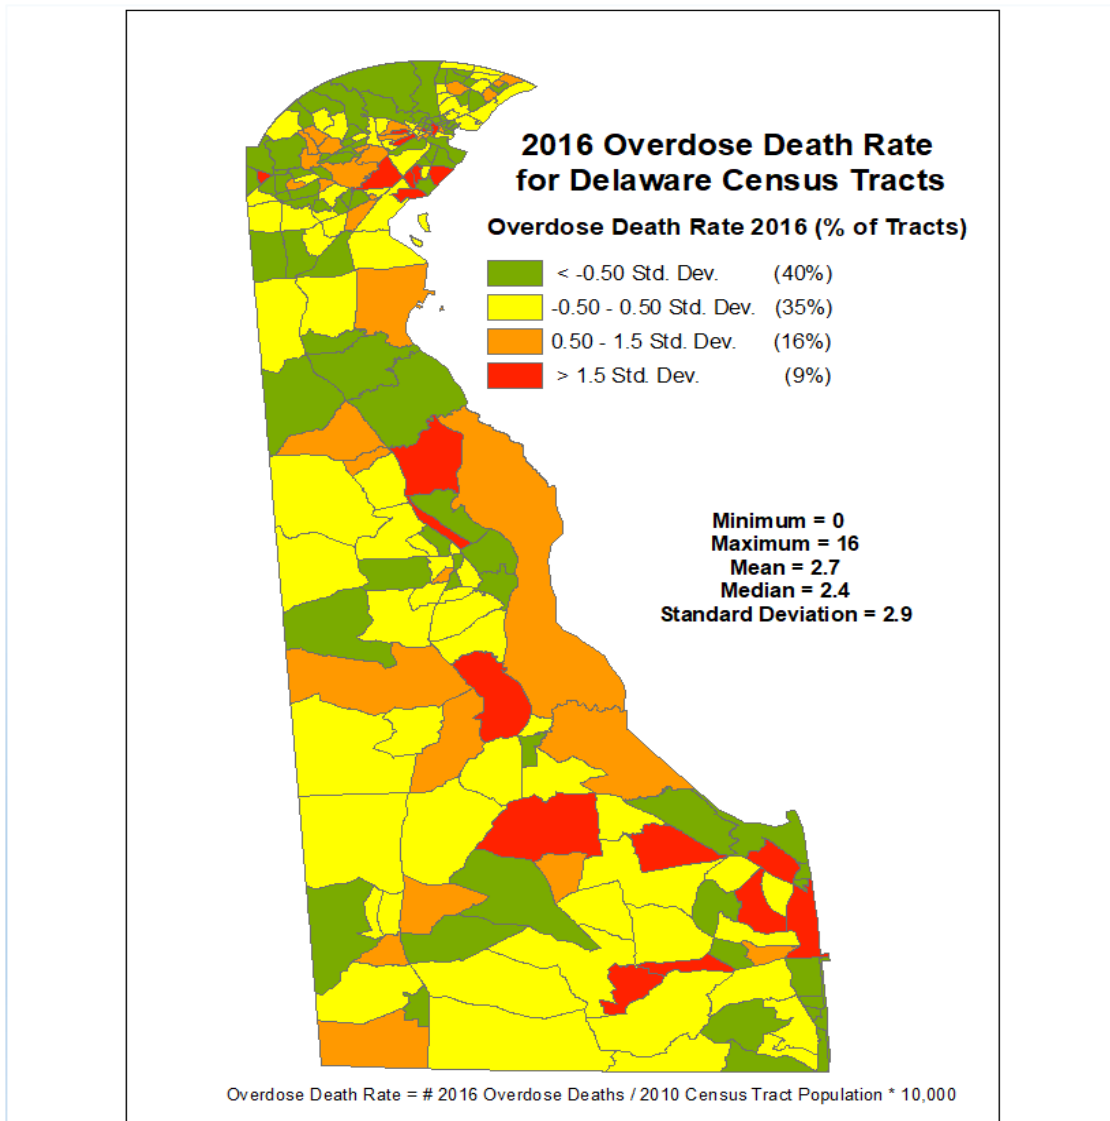 2016 Overdose Death Rate
for Delaware Census Tracts
Overdose Death Rate 2016 (% of Tracts)
< -0.50 Std. Dev. (40%)
-0.50 - 0.50 Std. Dev. (35%)
0.50 - 1.5 Std. Dev. (16%)
> 1.5 Std. Dev. (9%)
Minimum = 0
Maximum = 16
Mean = 2.7
Median = 2.4
Standard Deviation = 2.9
Overdose Death Rate = # 2016 Overdose Deaths / 2010 Census Tract Population * 10,000